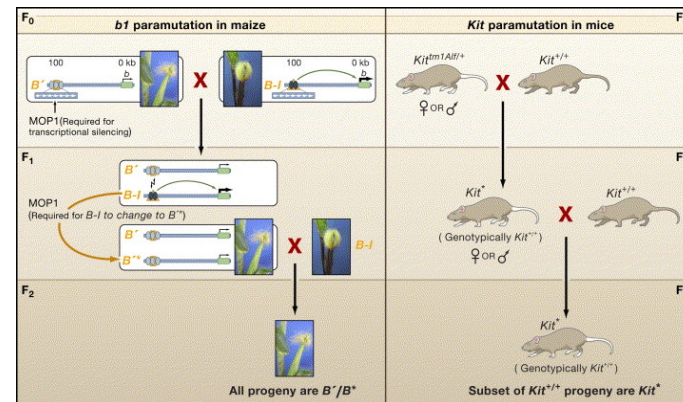 F0
b1 paramutation in maize
Kit paramutation in mice
F
100
0 kb
B´
b
100
0 kb
B-I
b
X
MOP1(Required for
transcriptional silencing)
Kit^tm1Alf/+
X
Kit^+/+
♀ OR ♂
F1
F
B´
B-I
MOP1
(Required for B-I to change to B´*)
B´
B´*
X
B-I
Kit*
X
Kit^+/+
( Genotypically Kit^+/+)
♀ OR ♂
F2
F
Kit*
( Genotypically Kit^+/+)
All progeny are B´/B*
Subset of Kit^+/+ progeny are Kit*